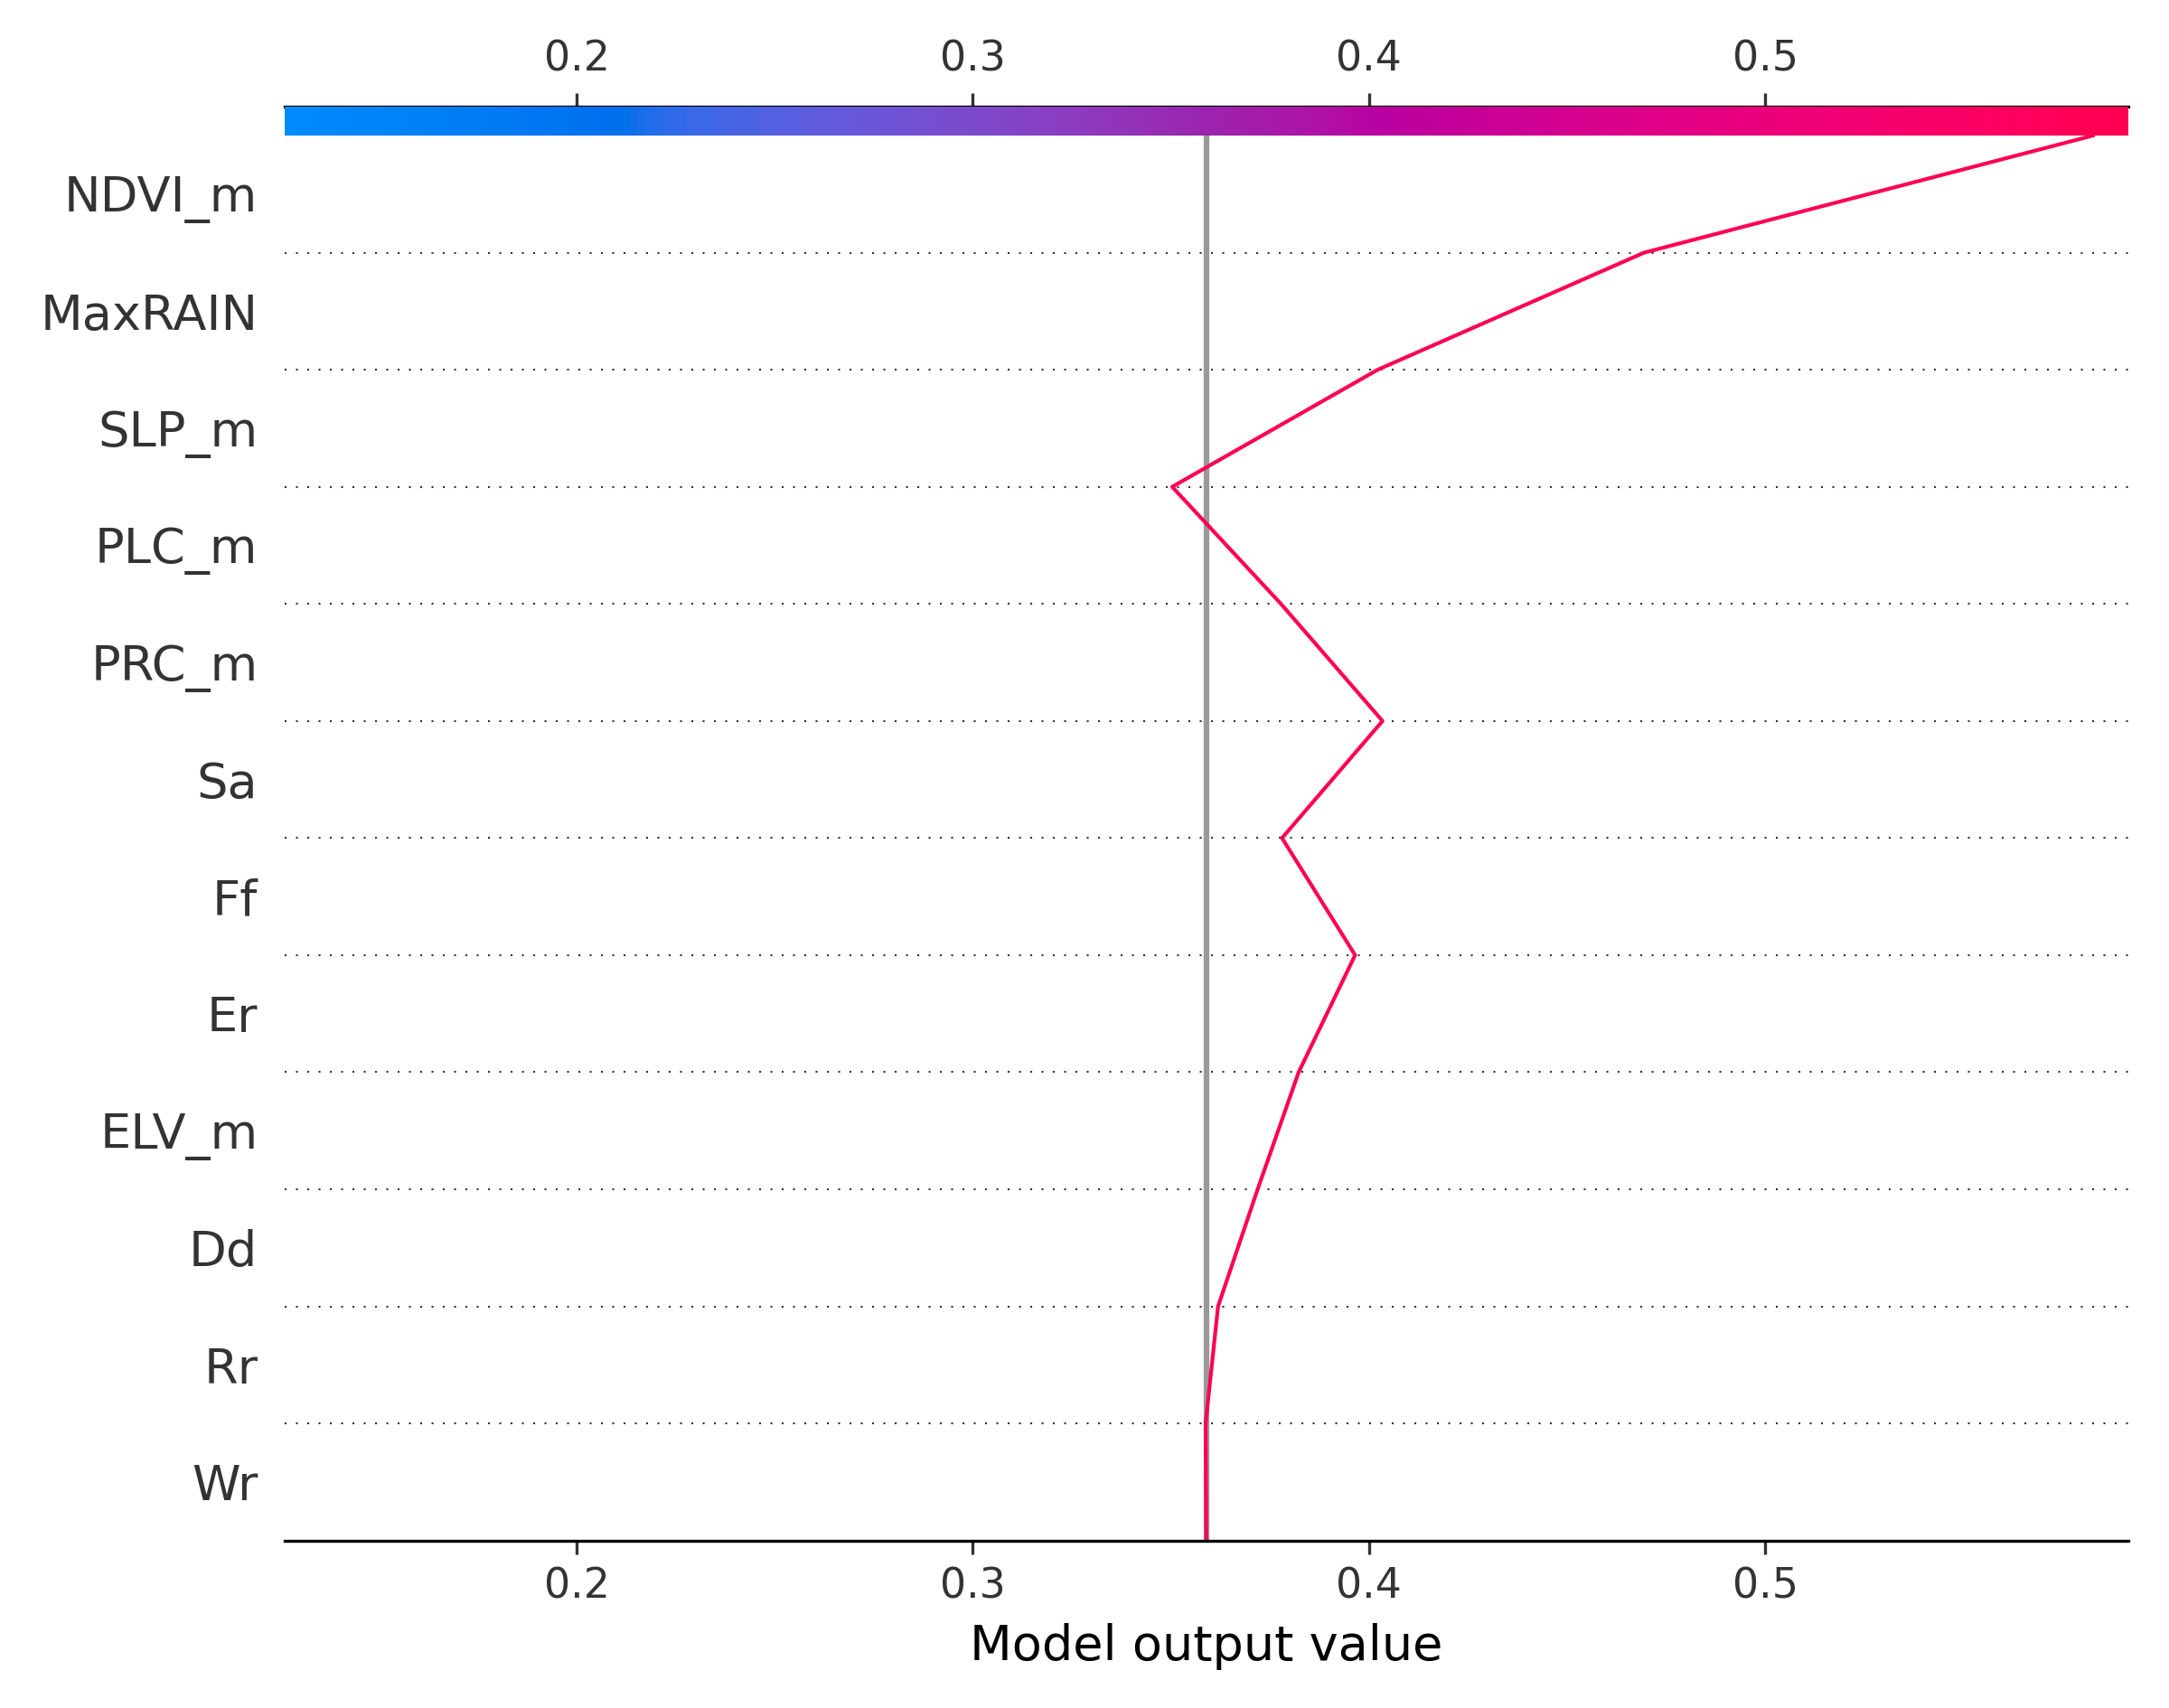 0.2 0.3 0.4 0.5
NDVI_m
MaxRAIN
SLP_m
PLC_m
PRC_m
Sa
Ff
Er
ELV_m
Dd
Rr
Wr
0.2 0.3 0.4 0.5
Model output value